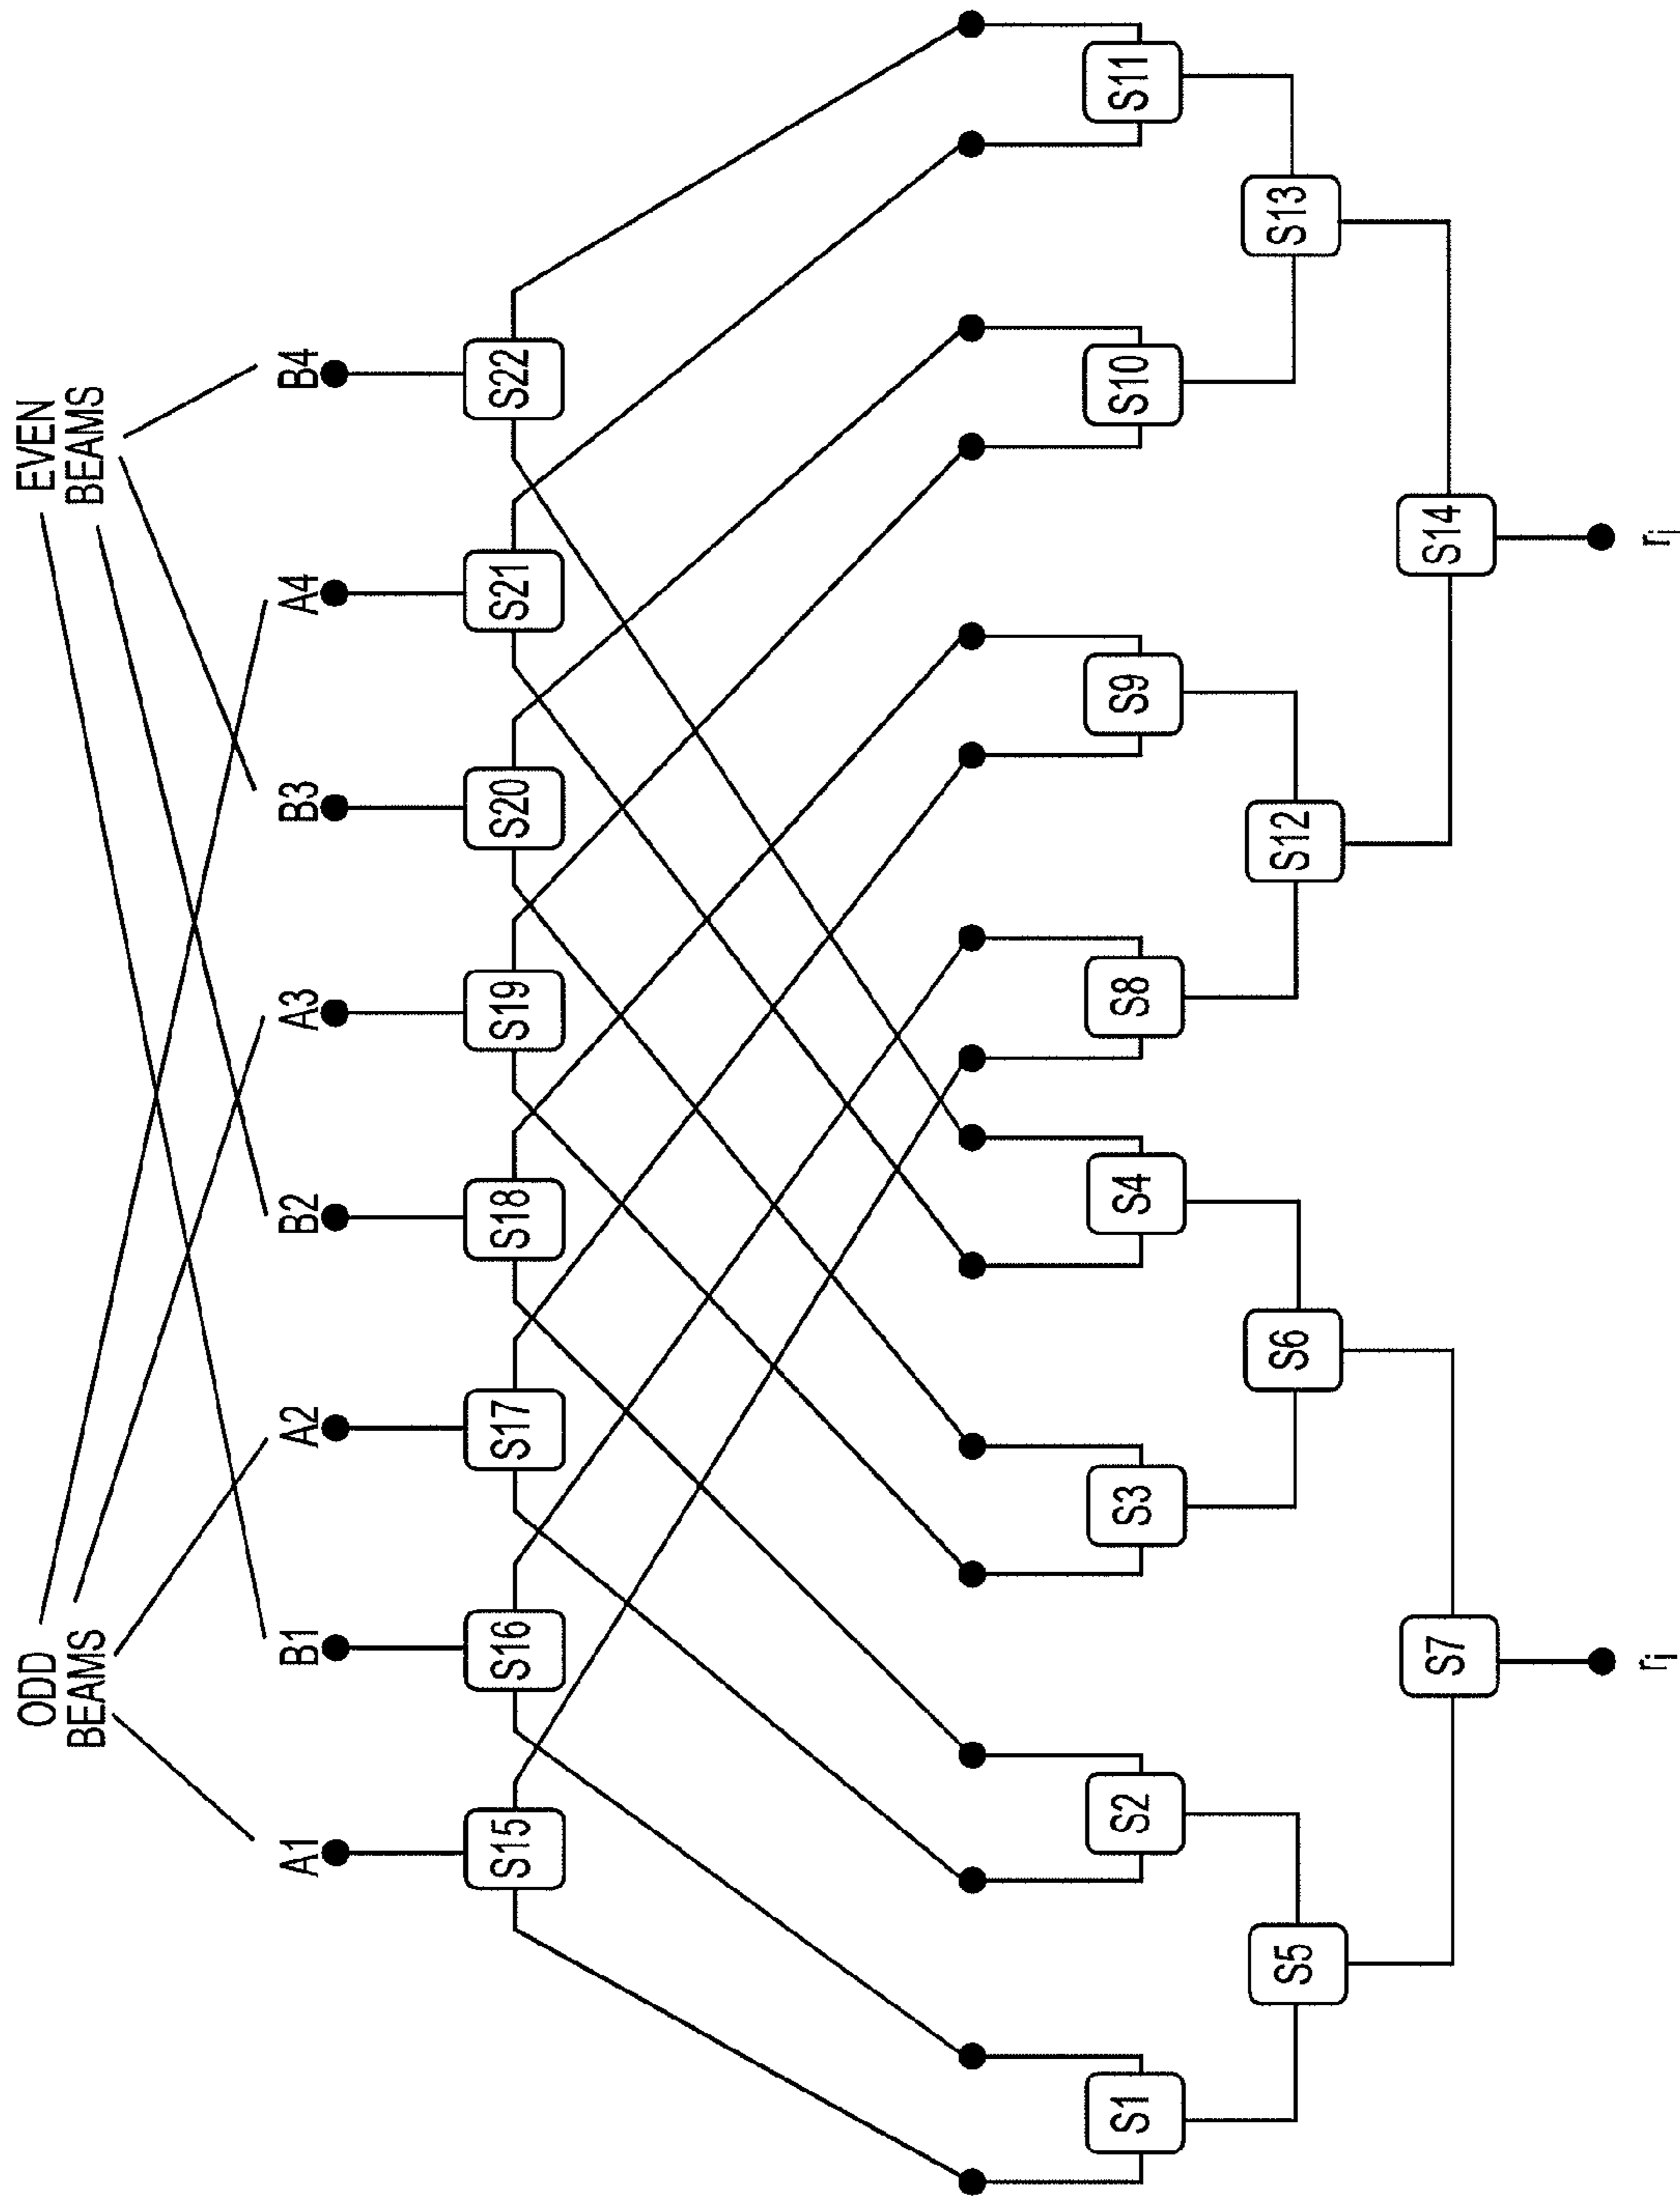 ODD
BEAMS
EVEN
BEAMS
A1
B1
A2
B2
A3
B3
A4
B4
S15
S16
S17
S18
S19
S20
S21
S22
S1
S2
S3
S4
S8
S9
S10
S11
S5
S6
S12
S13
S7
S14
ri